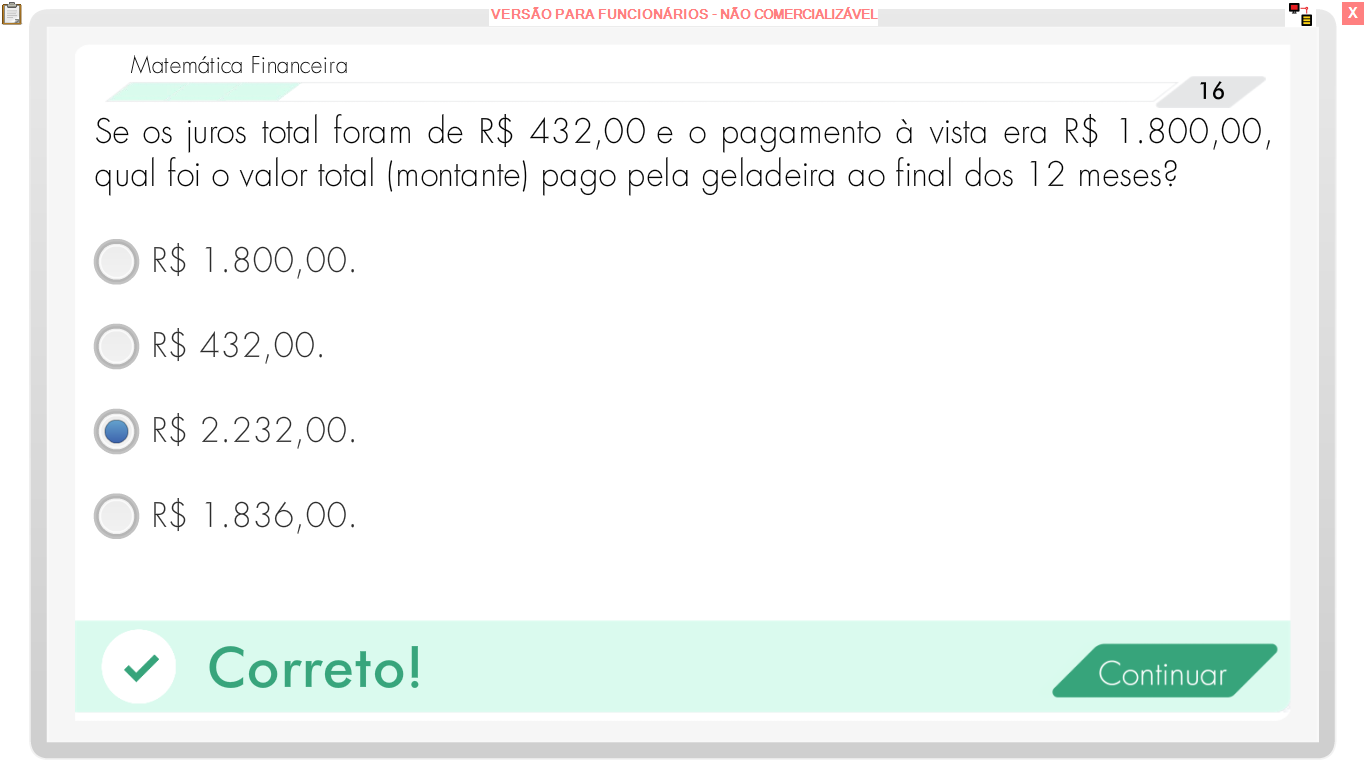 VERSÃO PARA FUNCIONÁRIOS - NÃO COMERCIALIZÁVEL
X
Matemática Financeira
16
Se os juros total foram de R$ 432,00 e o pagamento à vista era R$ 1.800,00,
qual foi o valor total (montante) pago pela geladeira ao final dos 12 meses?
R$ 1.800,00.
R$ 432,00.
R$ 2.232,00.
R$ 1.836,00.
Correto!
Continuar